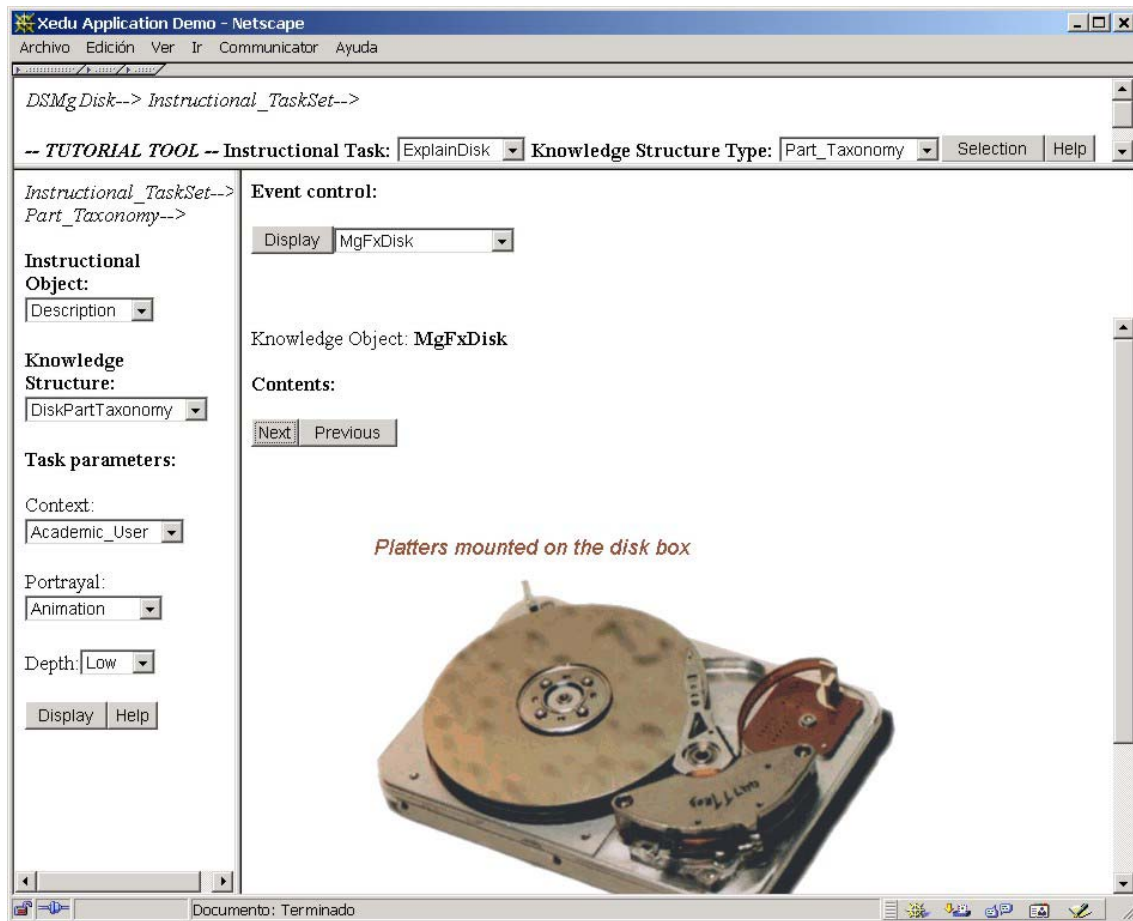 Xedu Application Demo - Netscape
Archivo Edición Ver Ir Communicator Ayuda
DSMgDisk--> Instructional_TaskSet-->
-- TUTORIAL TOOL -- Instructional Task: ExplainDisk Knowledge Structure Type: Part_Taxonomy Selection Help
Instructional_TaskSet-->
Part_Taxonomy-->
Instructional
Object:
Description
Knowledge
Structure:
DiskPartTaxonomy
Task parameters:
Context:
Academic_User
Portrayal:
Animation
Depth: Low
Display Help
Event control:
Display MgFxDisk
Knowledge Object: MgFxDisk
Contents:
Next Previous
Platters mounted on the disk box
Documento: Terminado